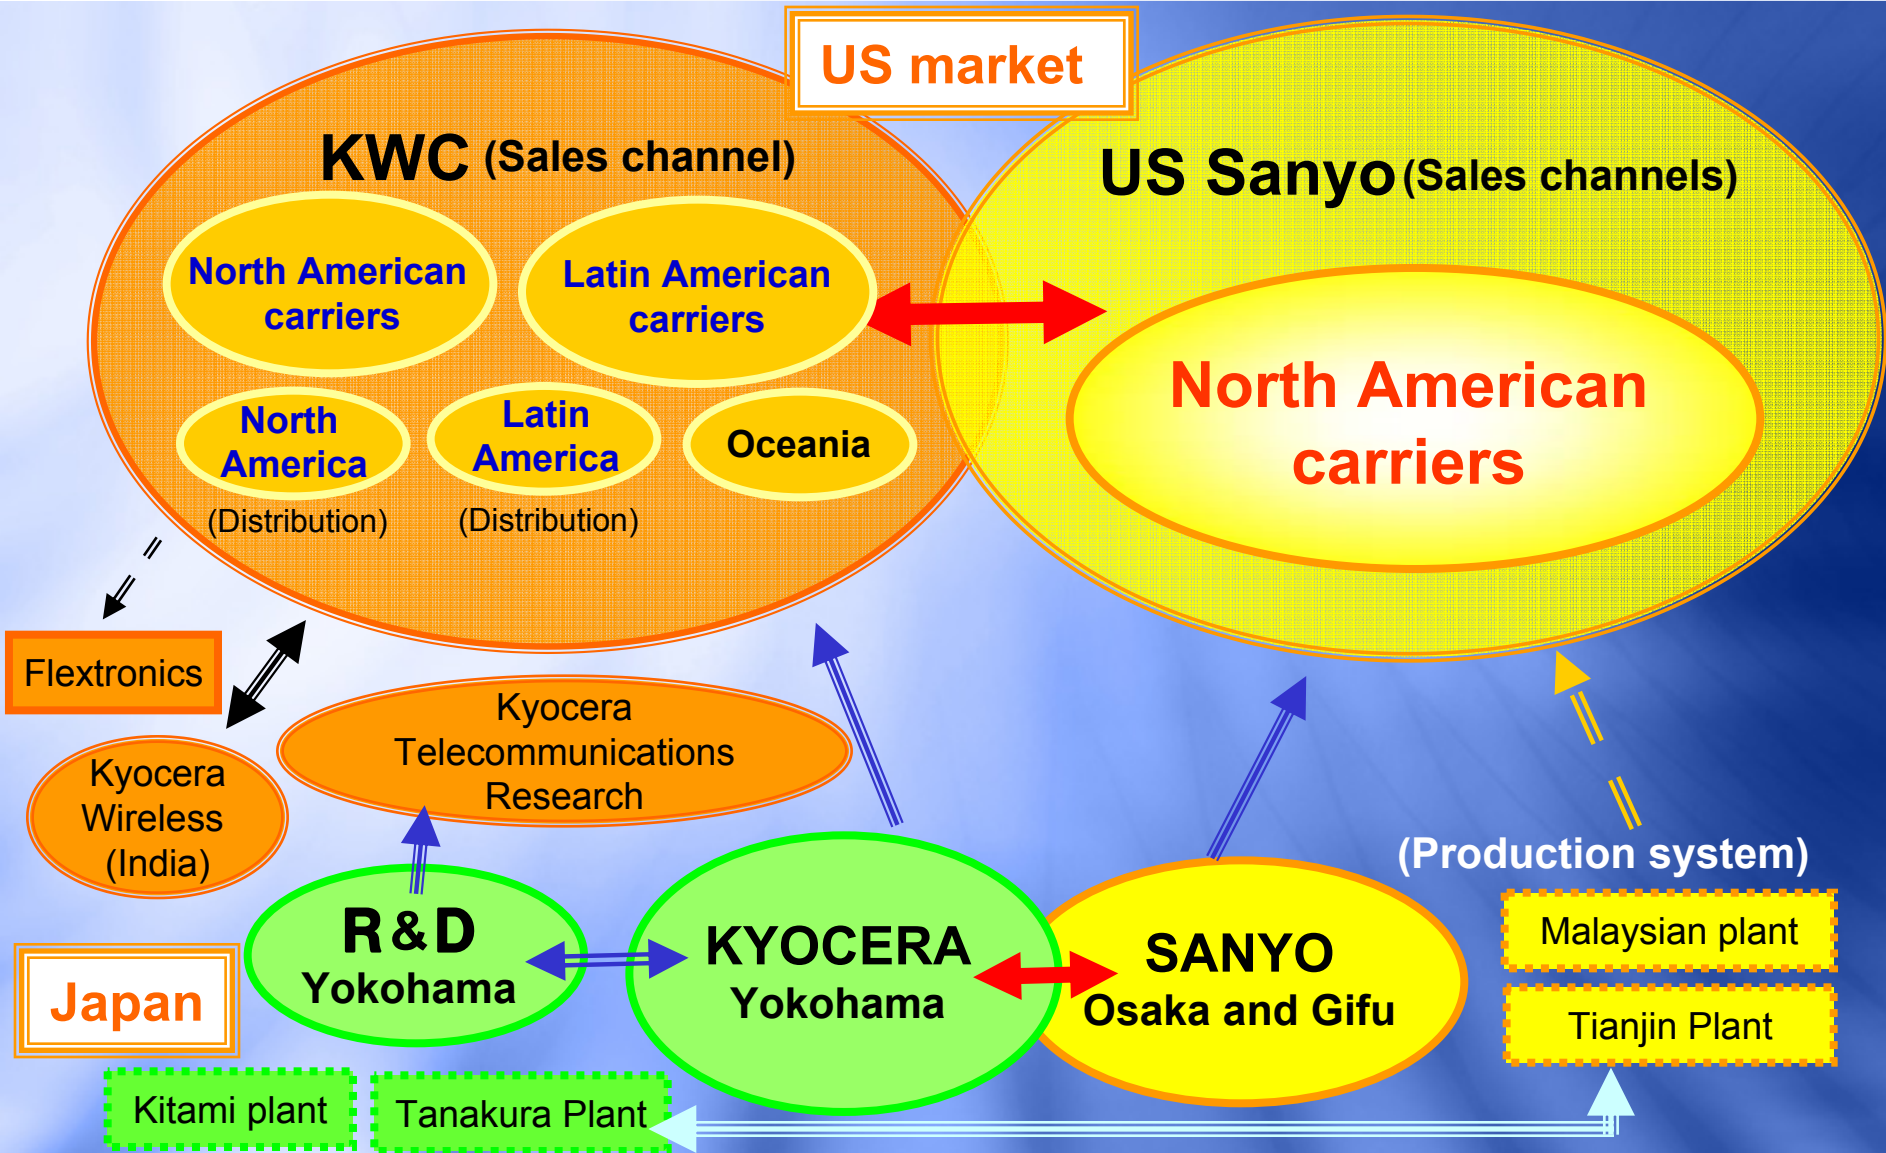 US market
KWC (Sales channel)
US Sanyo (Sales channels)
North American
carriers
Latin American
carriers
North American
carriers
North
America
(Distribution)
Latin
America
(Distribution)
Oceania
Flextronics
Kyocera
Wireless
(India)
Kyocera
Telecommunications
Research
(Production system)
Malaysian plant
Tianjin Plant
R&D
Yokohama
KYOCERA
Yokohama
SANYO
Osaka and Gifu
Japan
Kitami plant
Tanakura Plant